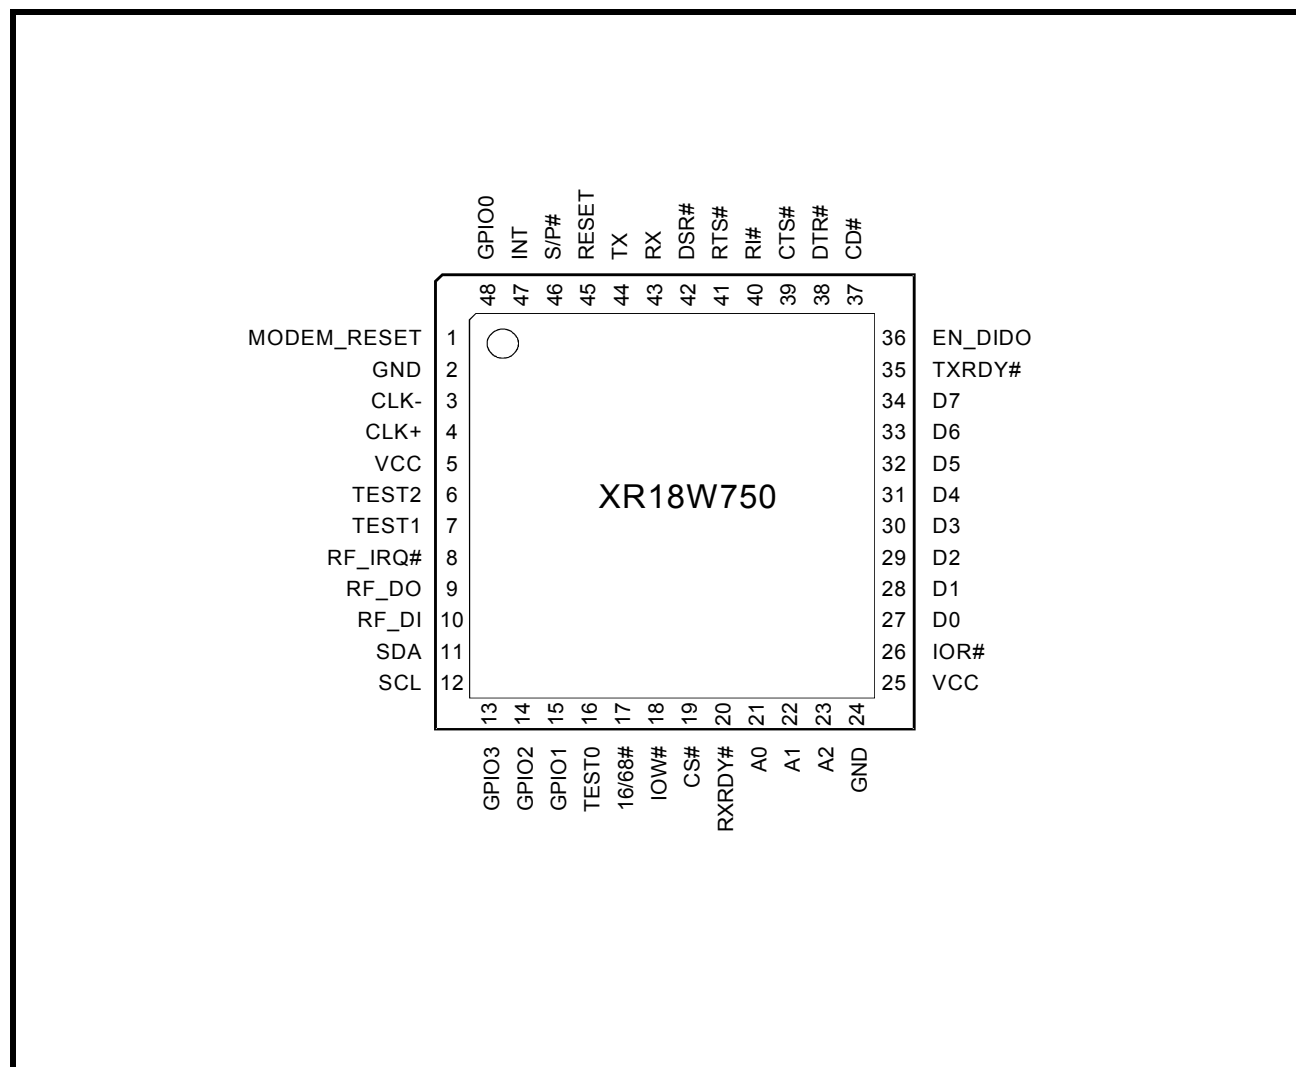 GPIO0
INT
S/P#
RESET
TX
RX
DSR#
RTS#
RI#
CTS#
DTR#
CD#
48
47
46
45
44
43
42
41
40
39
38
37
MODEM_RESET 1
GND 2
CLK- 3
CLK+ 4
VCC 5
TEST2 6
TEST1 7
RF_IRQ# 8
RF_DO 9
RF_DI 10
SDA 11
SCL 12
XR18W750
36 EN_DIDO
35 TXRDY#
34 D7
33 D6
32 D5
31 D4
30 D3
29 D2
28 D1
27 D0
26 IOR#
25 VCC
13
14
15
16
17
18
19
20
21
22
23
24
GPIO3
GPIO2
GPIO1
TEST0
16/68#
IOW#
CS#
RXRDY#
A0
A1
A2
GND